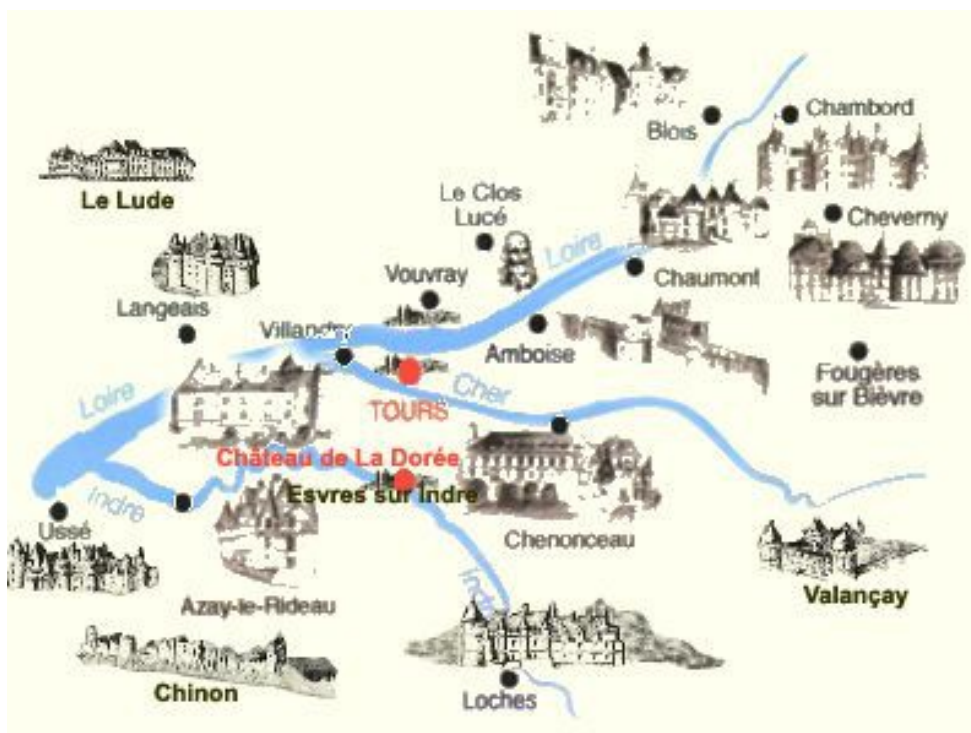 Blois
Chambord
Le Lude
Le Clos
Lucé
Cheverny
Loire
Vouvray
Chaumont
Langeais
Villandry
Amboise
Fougères
sur Bièvre
Loire
Cher
TOURS
Château de La Dorée
Esvres sur Indre
indre
Ussé
Chenonceau
Indre
Azay-le-Rideau
Valançay
Chinon
Loches